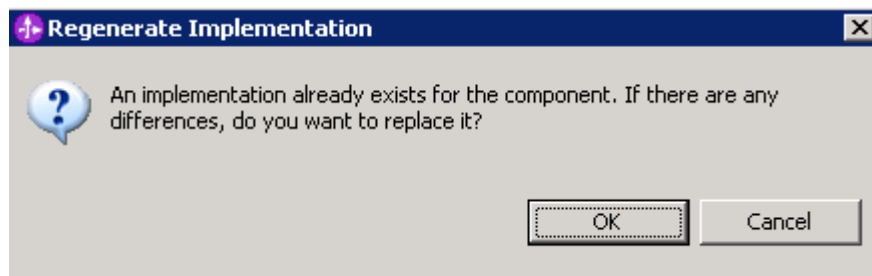 Regenerate Implementation
An implementation already exists for the component. If there are any
differences, do you want to replace it?
OK
Cancel